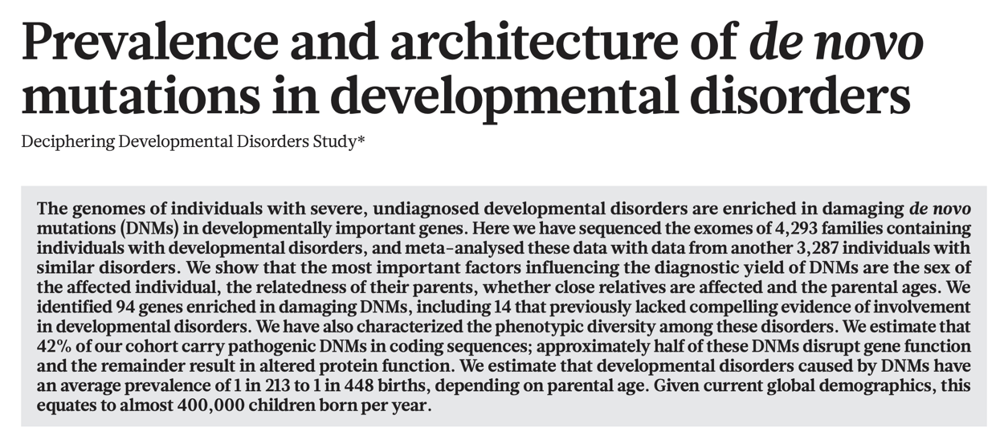 Prevalence and architecture of de novo
mutations in developmental disorders
Deciphering Developmental Disorders Study*
The genomes of individuals with severe, undiagnosed developmental disorders are enriched in damaging de novo
mutations (DNMs) in developmentally important genes. Here we have sequenced the exomes of 4,293 families containing
individuals with developmental disorders, and meta-analysed these data with data from another 3,287 individuals with
similar disorders. We show that the most important factors influencing the diagnostic yield of DNMs are the sex of
the affected individual, the relatedness of their parents, whether close relatives are affected and the parental ages. We
identified 94 genes enriched in damaging DNMs, including 14 that previously lacked compelling evidence of involvement
in developmental disorders. We have also characterized the phenotypic diversity among these disorders. We estimate that
42% of our cohort carry pathogenic DNMs in coding sequences; approximately half of these DNMs disrupt gene function
and the remainder result in altered protein function. We estimate that developmental disorders caused by DNMs have
an average prevalence of 1 in 213 to 1 in 448 births, depending on parental age. Given current global demographics, this
equates to almost 400,000 children born per year.